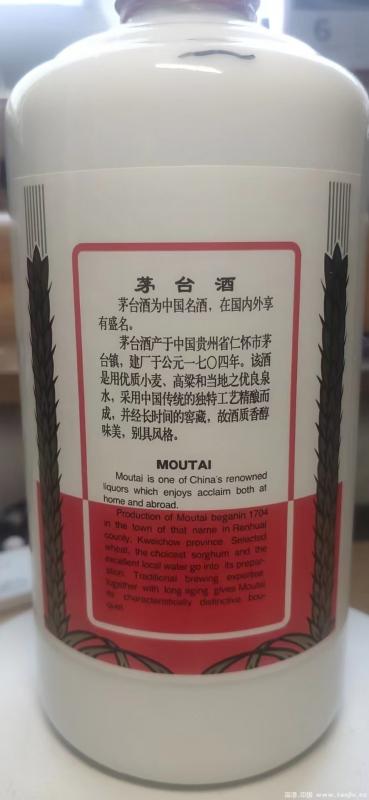 茅台酒
茅台酒为中国名酒，在国内外享
有盛名。
茅台酒产于中国贵州省仁怀市茅
台镇，建厂于公元一七〇四年。该酒
是用优质小麦、高粱和当地之优良泉
水，采用中国传统的独特工艺精酿而
成，并经长时间的窖藏，故酒质香醇
味美，别具风格。
MOUTAI
Moutai is one of China's renowned
liquors which enjoys acclaim both at
home and abroad.
Production of Moutai beganin 1704
in the town of that name in Renhuai
county, Kweichow province. Selected
wheat, the choicest sorghum and the
excellent local water go into its prepar-
ation. Traditional brewing expertise
together with long aging gives Moutai
its characteristically distinctive bou-
quet.
6